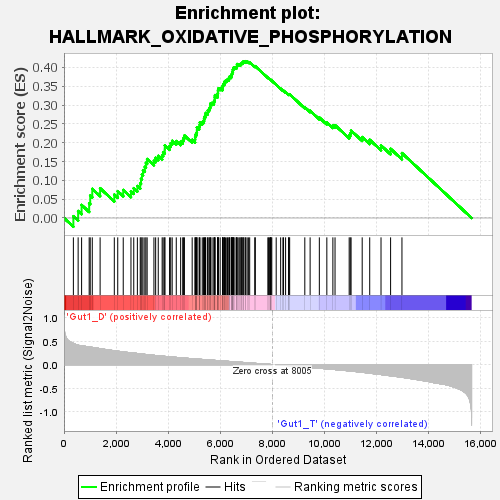 Enrichment plot:
HALLMARK_OXIDATIVE_PHOSPHORYLATION
Enrichment score (ES)
0.40
0.35
0.30
0.25
0.20
0.15
0.10
0.05
0.00
Ranked list metric (Signal2Noise)
'Gut1_D' (positively correlated)
1.0
0.5
0.0
-0.5
-1.0
Zero cross at 8005
'Gut1_T' (negatively correlated)
0
2,000
4,000
6,000
8,000
10,000
12,000
14,000
16,000
Rank in Ordered Dataset
Enrichment profile
Hits
Ranking metric scores